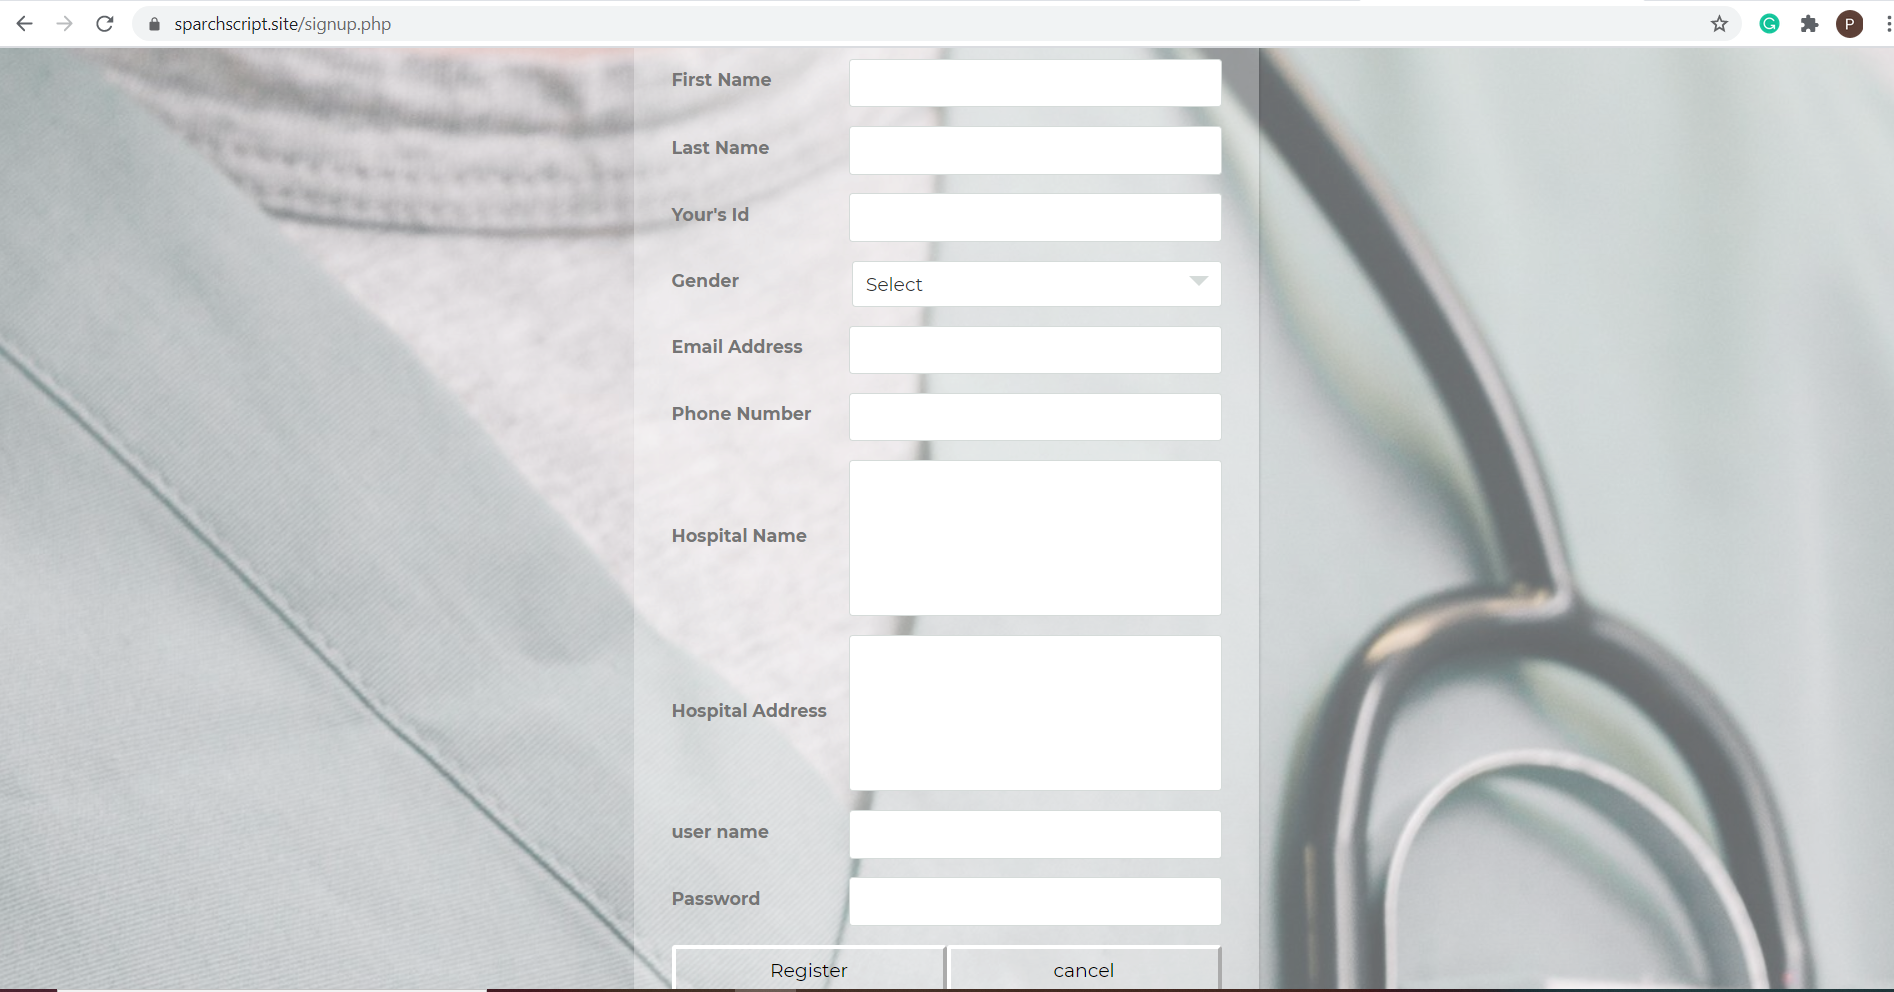 sparchscript.site/signup.php
P
First Name
Last Name
Your's Id
Gender
Select
Email Address
Phone Number
Hospital Name
Hospital Address
user name
Password
Register
cancel